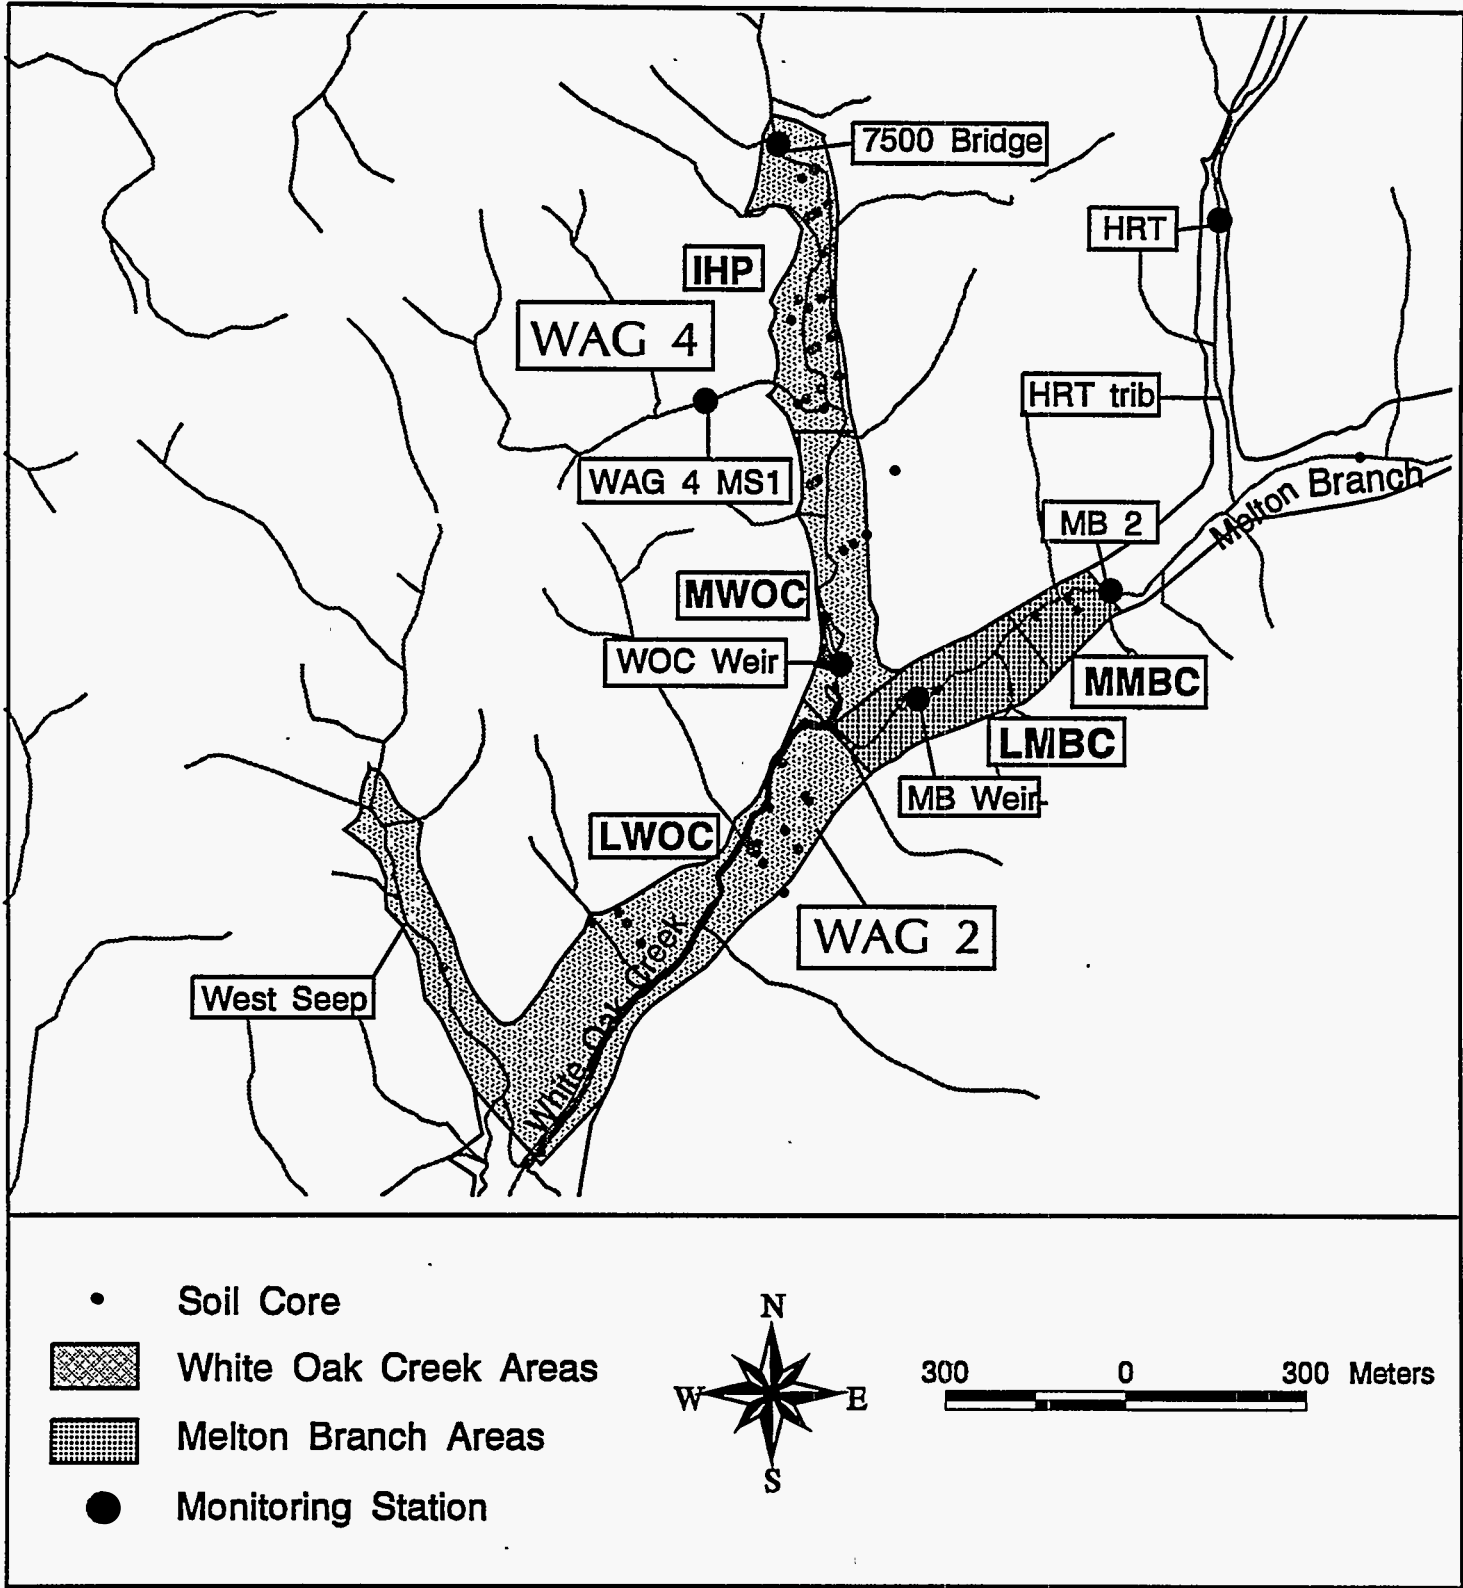 7500 Bridge
HRT
IHP
WAG 4
HRT trib
WAG 4 MS1
Melton Branch
MB 2
MWOC
WOC Weir
MMBC
LMBC
MB Weir
LWOC
WAG 2
White Oak Creek
West Seep
Soil Core
White Oak Creek Areas
Melton Branch Areas
Monitoring Station
N
W E
S
300 0 300 Meters